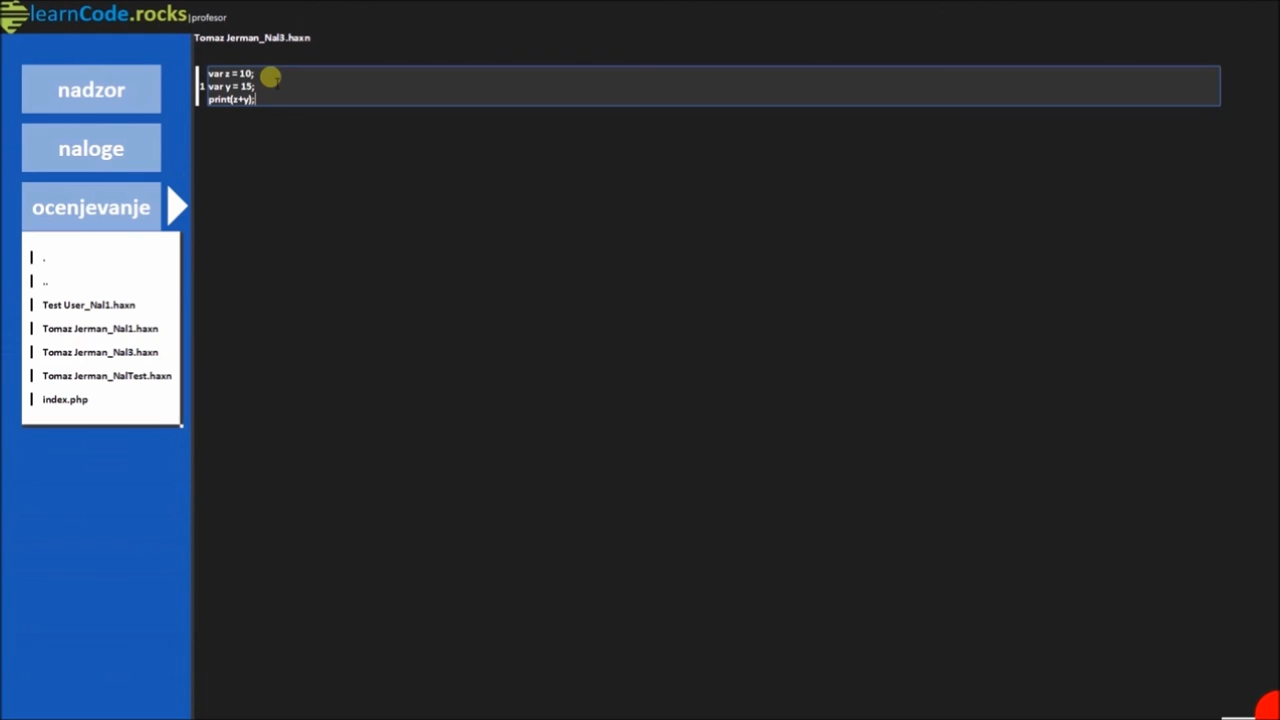 learnCode.rocks|profesor
Tomaz Jerman_Nal3.haxn
nadzor
naloge
ocenjevanje
.
..
Test User_Nal1.haxn
Tomaz Jerman_Nal1.haxn
Tomaz Jerman_Nal3.haxn
Tomaz Jerman_NalTest.haxn
index.php
var z = 10;
1 var y = 15;
print(z+y);